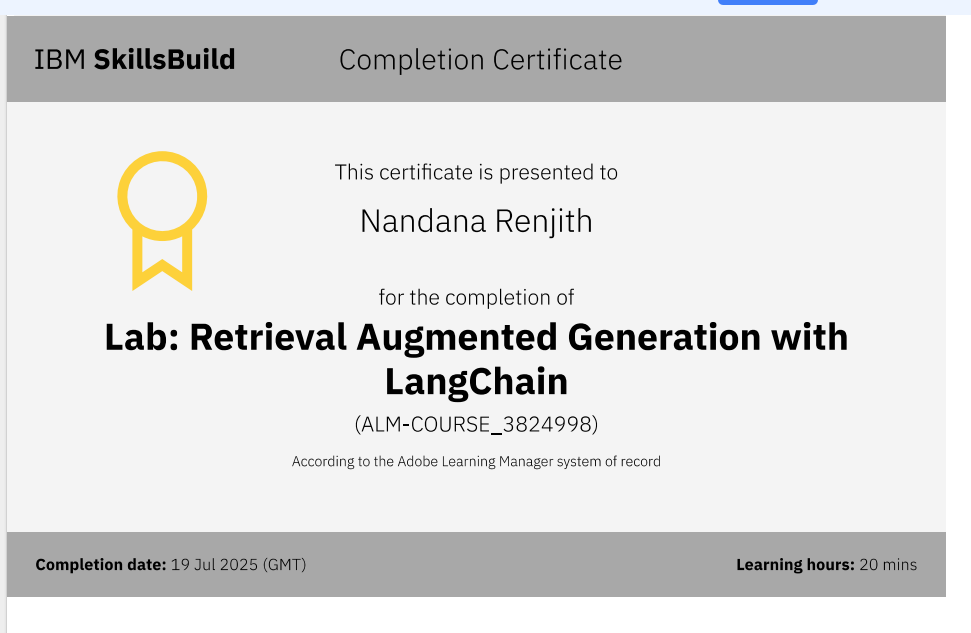 IBM SkillsBuild
Completion Certificate
This certificate is presented to
Nandana Renjith
for the completion of
Lab: Retrieval Augmented Generation with
LangChain
(ALM-COURSE_3824998)
According to the Adobe Learning Manager system of record
Completion date: 19 Jul 2025 (GMT)
Learning hours: 20 mins